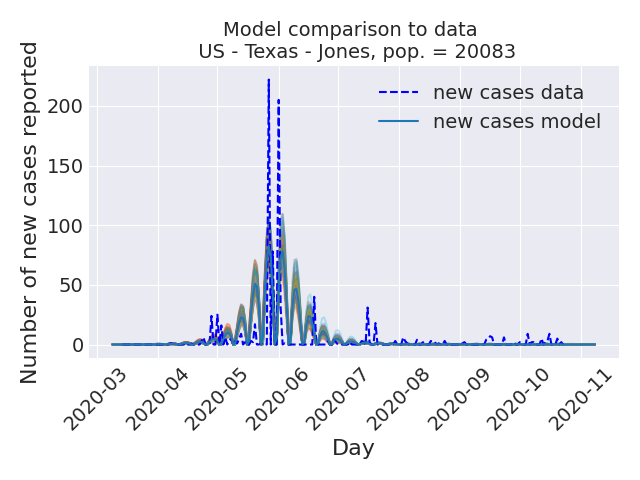 Model comparison to data
US - Texas - Jones, pop. = 20083
Number of new cases reported
200
150
100
50
0
new cases data
new cases model
2020-03
2020-04
2020-05
2020-06
2020-07
2020-08
2020-09
2020-10
2020-11
Day